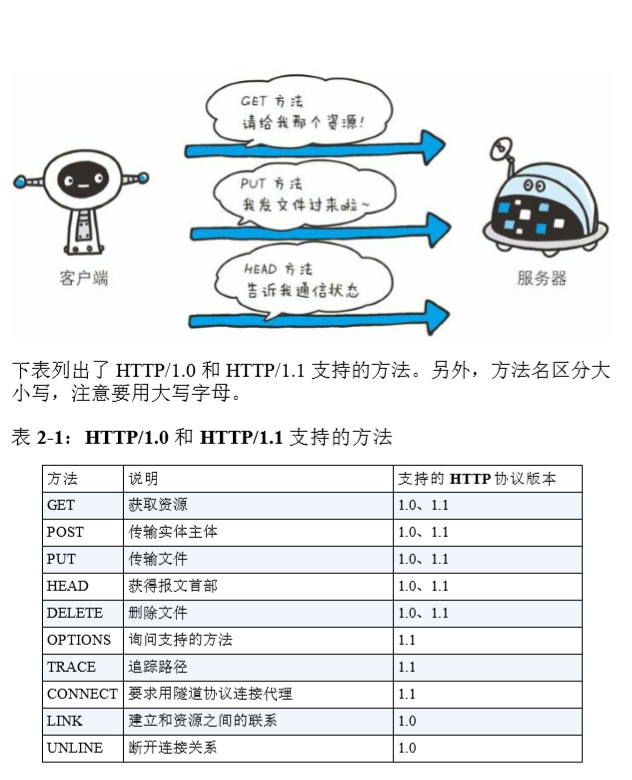 GET 方法
请给我那个资源！
PUT 方法
我发文件过来啦～
HEAD 方法
告诉我通信状态
客户端
服务器
下表列出了 HTTP/1.0 和 HTTP/1.1 支持的方法。另外，方法名区分大
小写，注意要用大写字母。
表 2-1：HTTP/1.0 和 HTTP/1.1 支持的方法
方法 说明 支持的 HTTP 协议版本
GET 获取资源 1.0、1.1
POST 传输实体主体 1.0、1.1
PUT 传输文件 1.0、1.1
HEAD 获得报文首部 1.0、1.1
DELETE 删除文件 1.0、1.1
OPTIONS 询问支持的方法 1.1
TRACE 追踪路径 1.1
CONNECT 要求用隧道协议连接代理 1.1
LINK 建立和资源之间的联系 1.0
UNLINE 断开连接关系 1.0